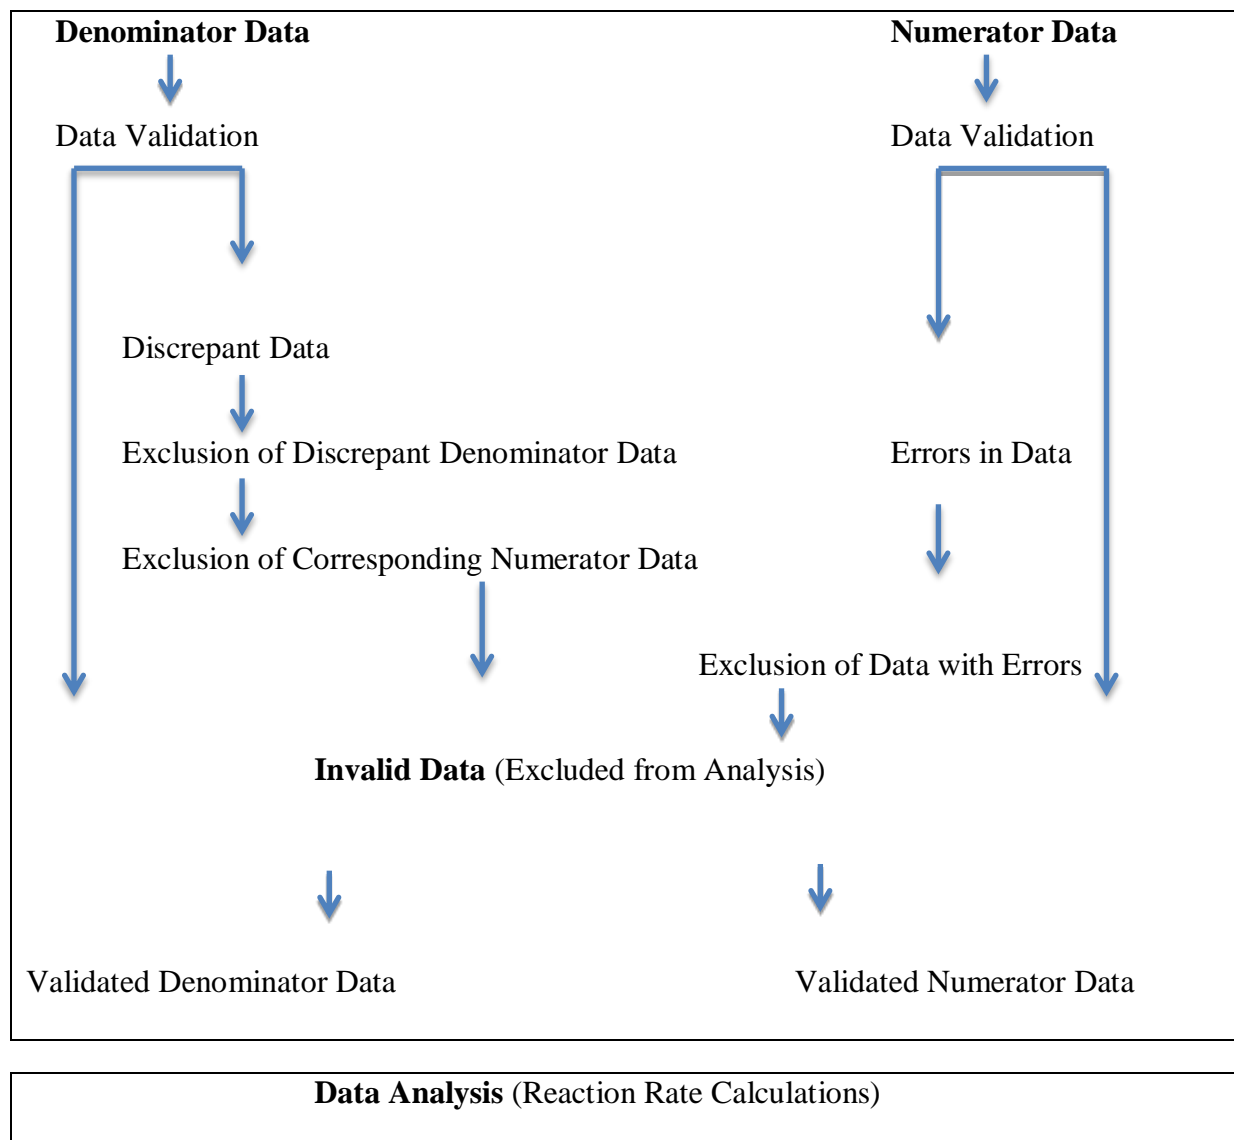 Denominator Data
Numerator Data
Data Validation
Data Validation
Discrepant Data
Exclusion of Discrepant Denominator Data
Errors in Data
Exclusion of Corresponding Numerator Data
Exclusion of Data with Errors
Invalid Data (Excluded from Analysis)
Validated Denominator Data
Validated Numerator Data
Data Analysis (Reaction Rate Calculations)